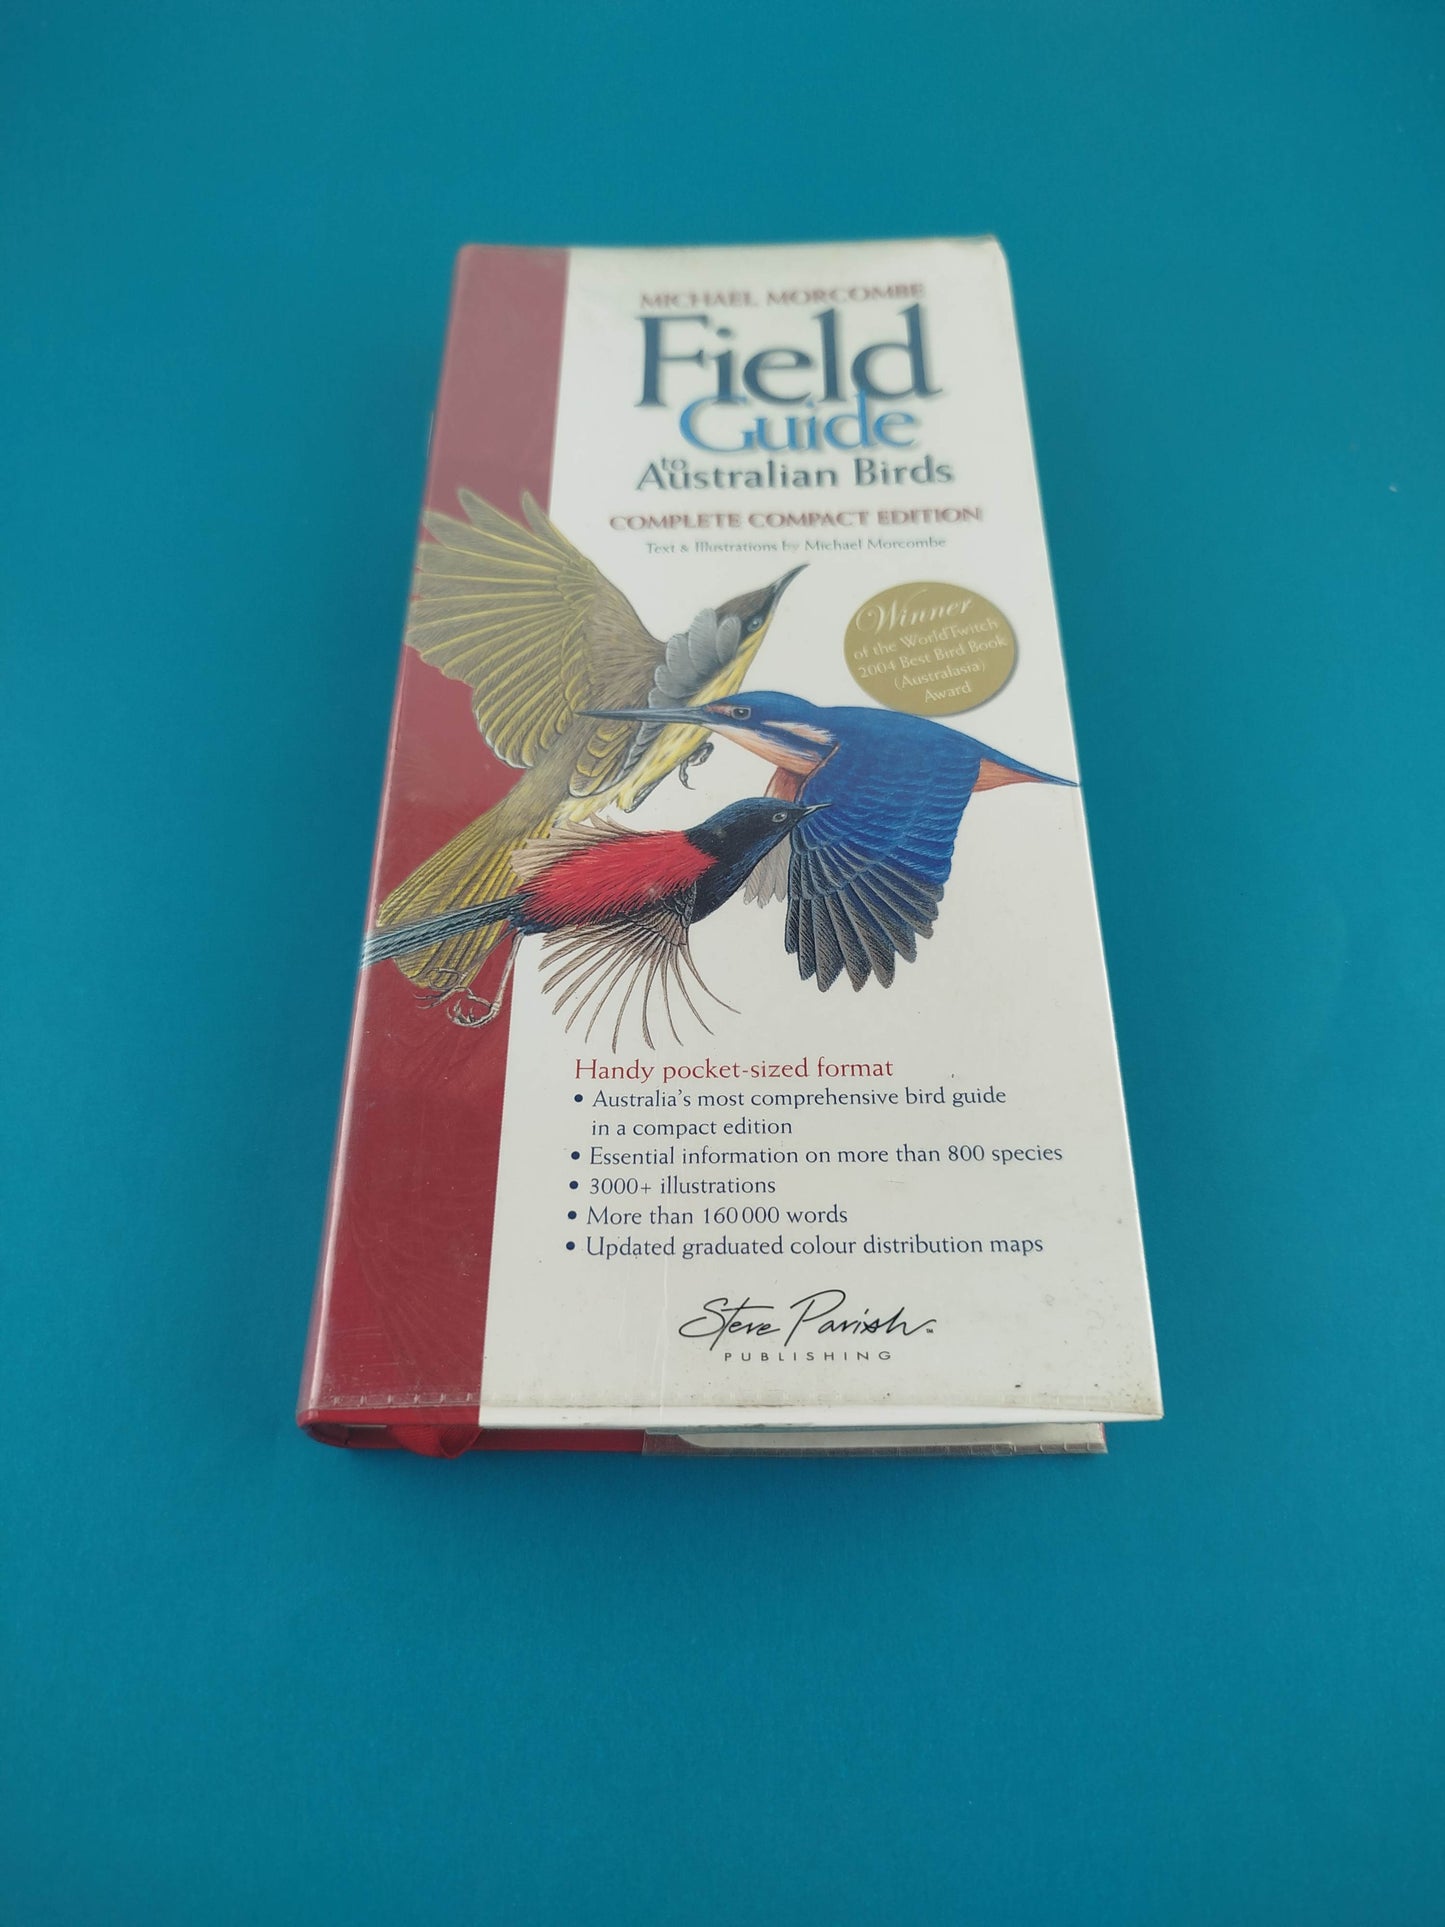 MICHAEL MORCOMBE
Field
Guide
to
Australian Birds
COMPLETE COMPACT EDITION
Text & Illustrations by Michael Morcombe
Winner
of the WorldTwitch
2004 Best Bird Book
(Australasia)
Award
Handy pocket-sized format
• Australia's most comprehensive bird guide
in a compact edition
• Essential information on more than 800 species
• 3000+ illustrations
• More than 160 000 words
• Updated graduated colour distribution maps
Steve Parish™
PUBLISHING